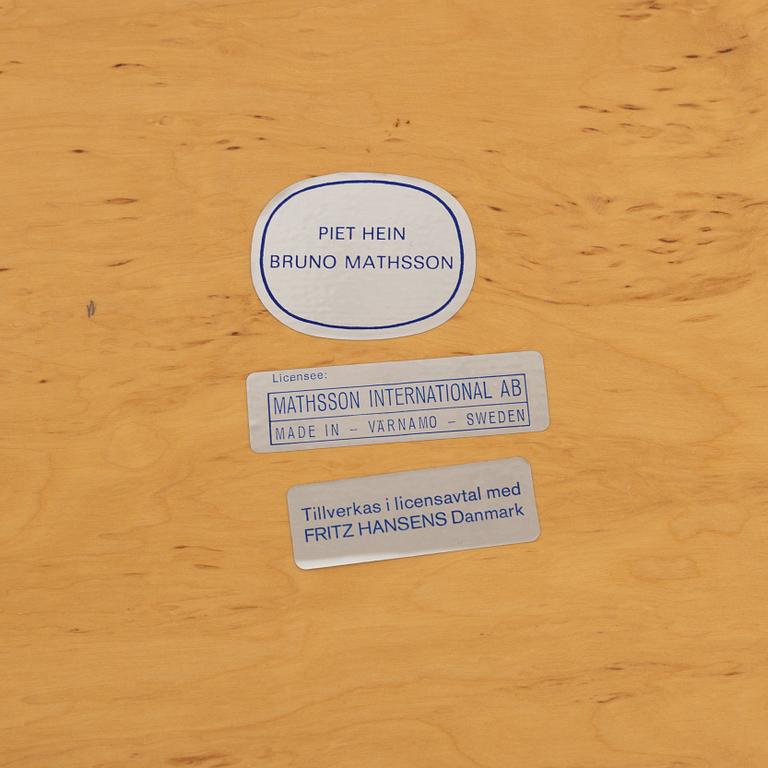 PIET HEIN
BRUNO MATHSSON
Licensee:
MATHSSON INTERNATIONAL AB
MADE IN – VÄRNAMO – SWEDEN
Tillverkas i licensavtal med
FRITZ HANSENS Danmark